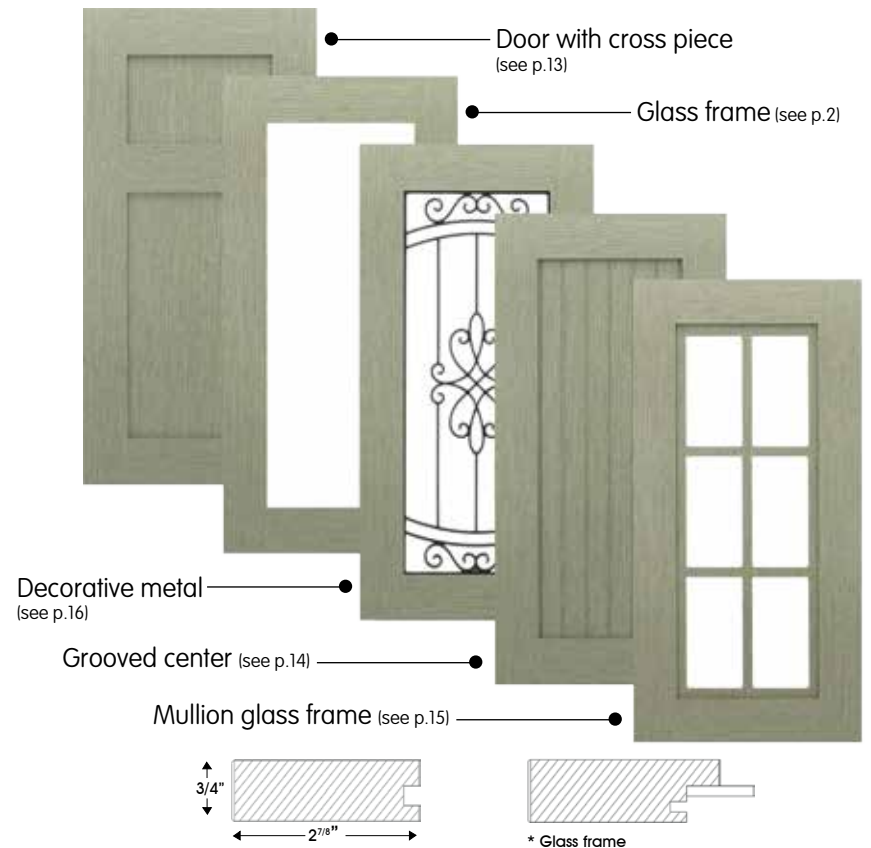 Door with cross piece
(see p.13)
Glass frame (see p.2)
Decorative metal
(see p.16)
Grooved center (see p.14)
Mullion glass frame (see p.15)
3/4"
2 7/8"
* Glass frame